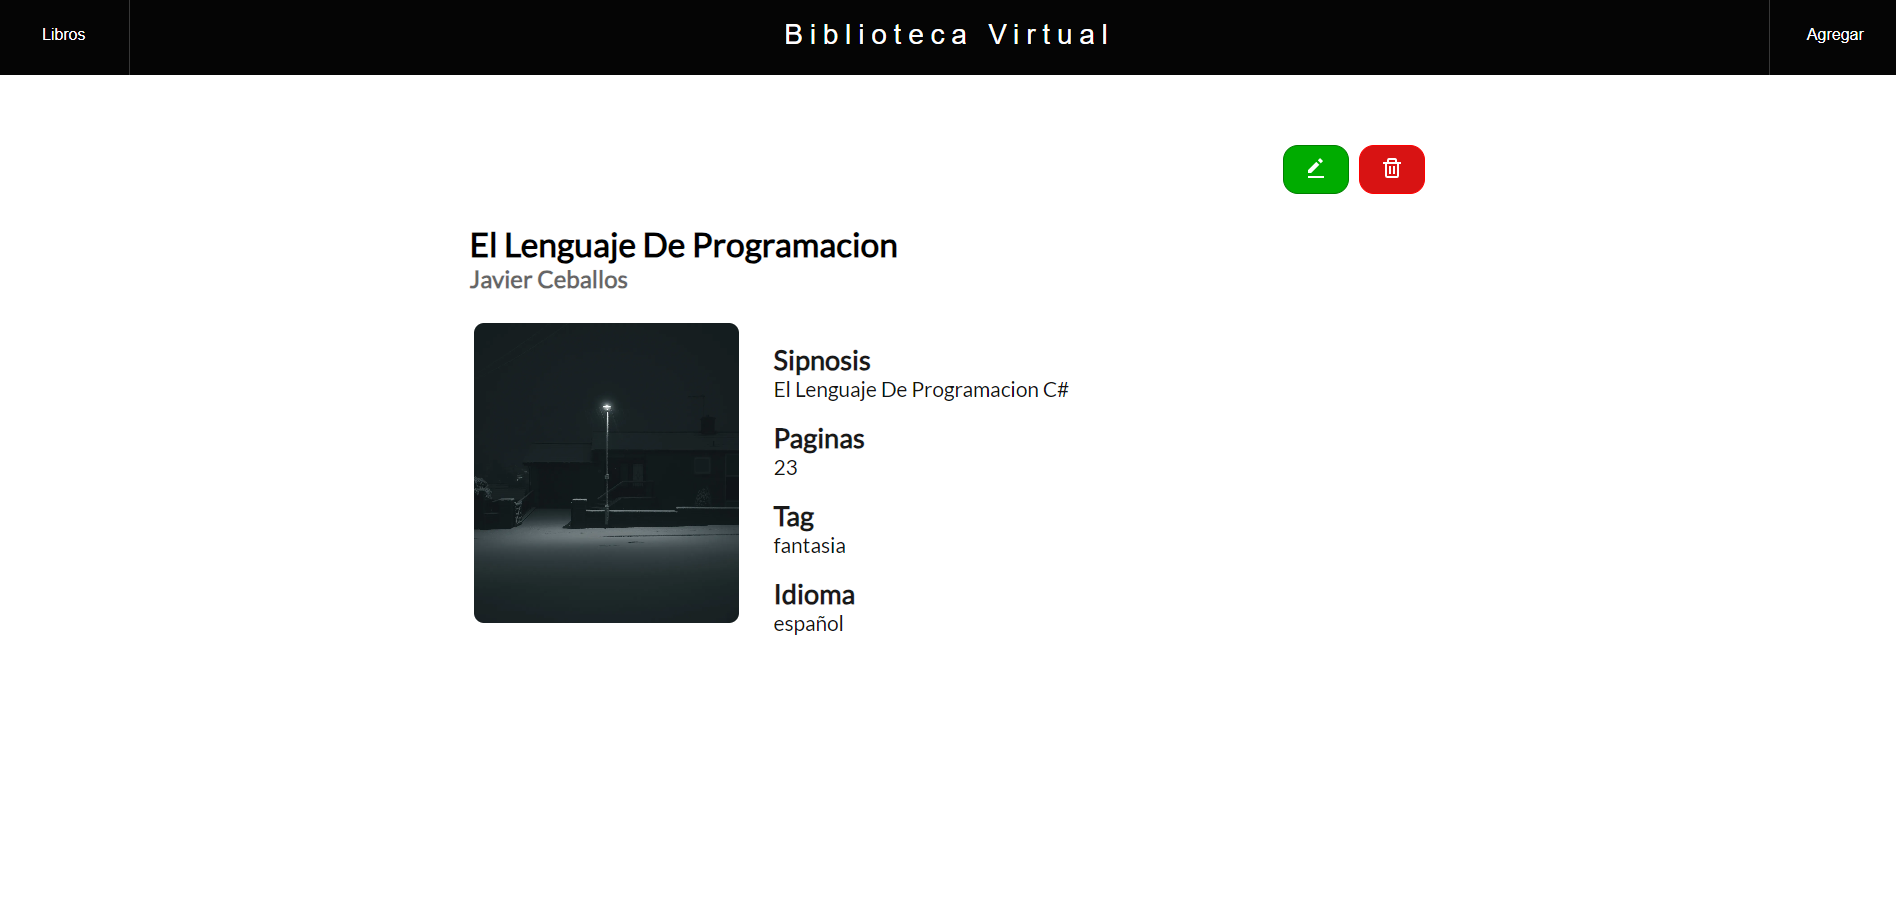 Libros
Biblioteca Virtual
Agregar
El Lenguaje De Programacion
Javier Ceballos
Sipnosis
El Lenguaje De Programacion C#
Paginas
23
Tag
fantasia
Idioma
español